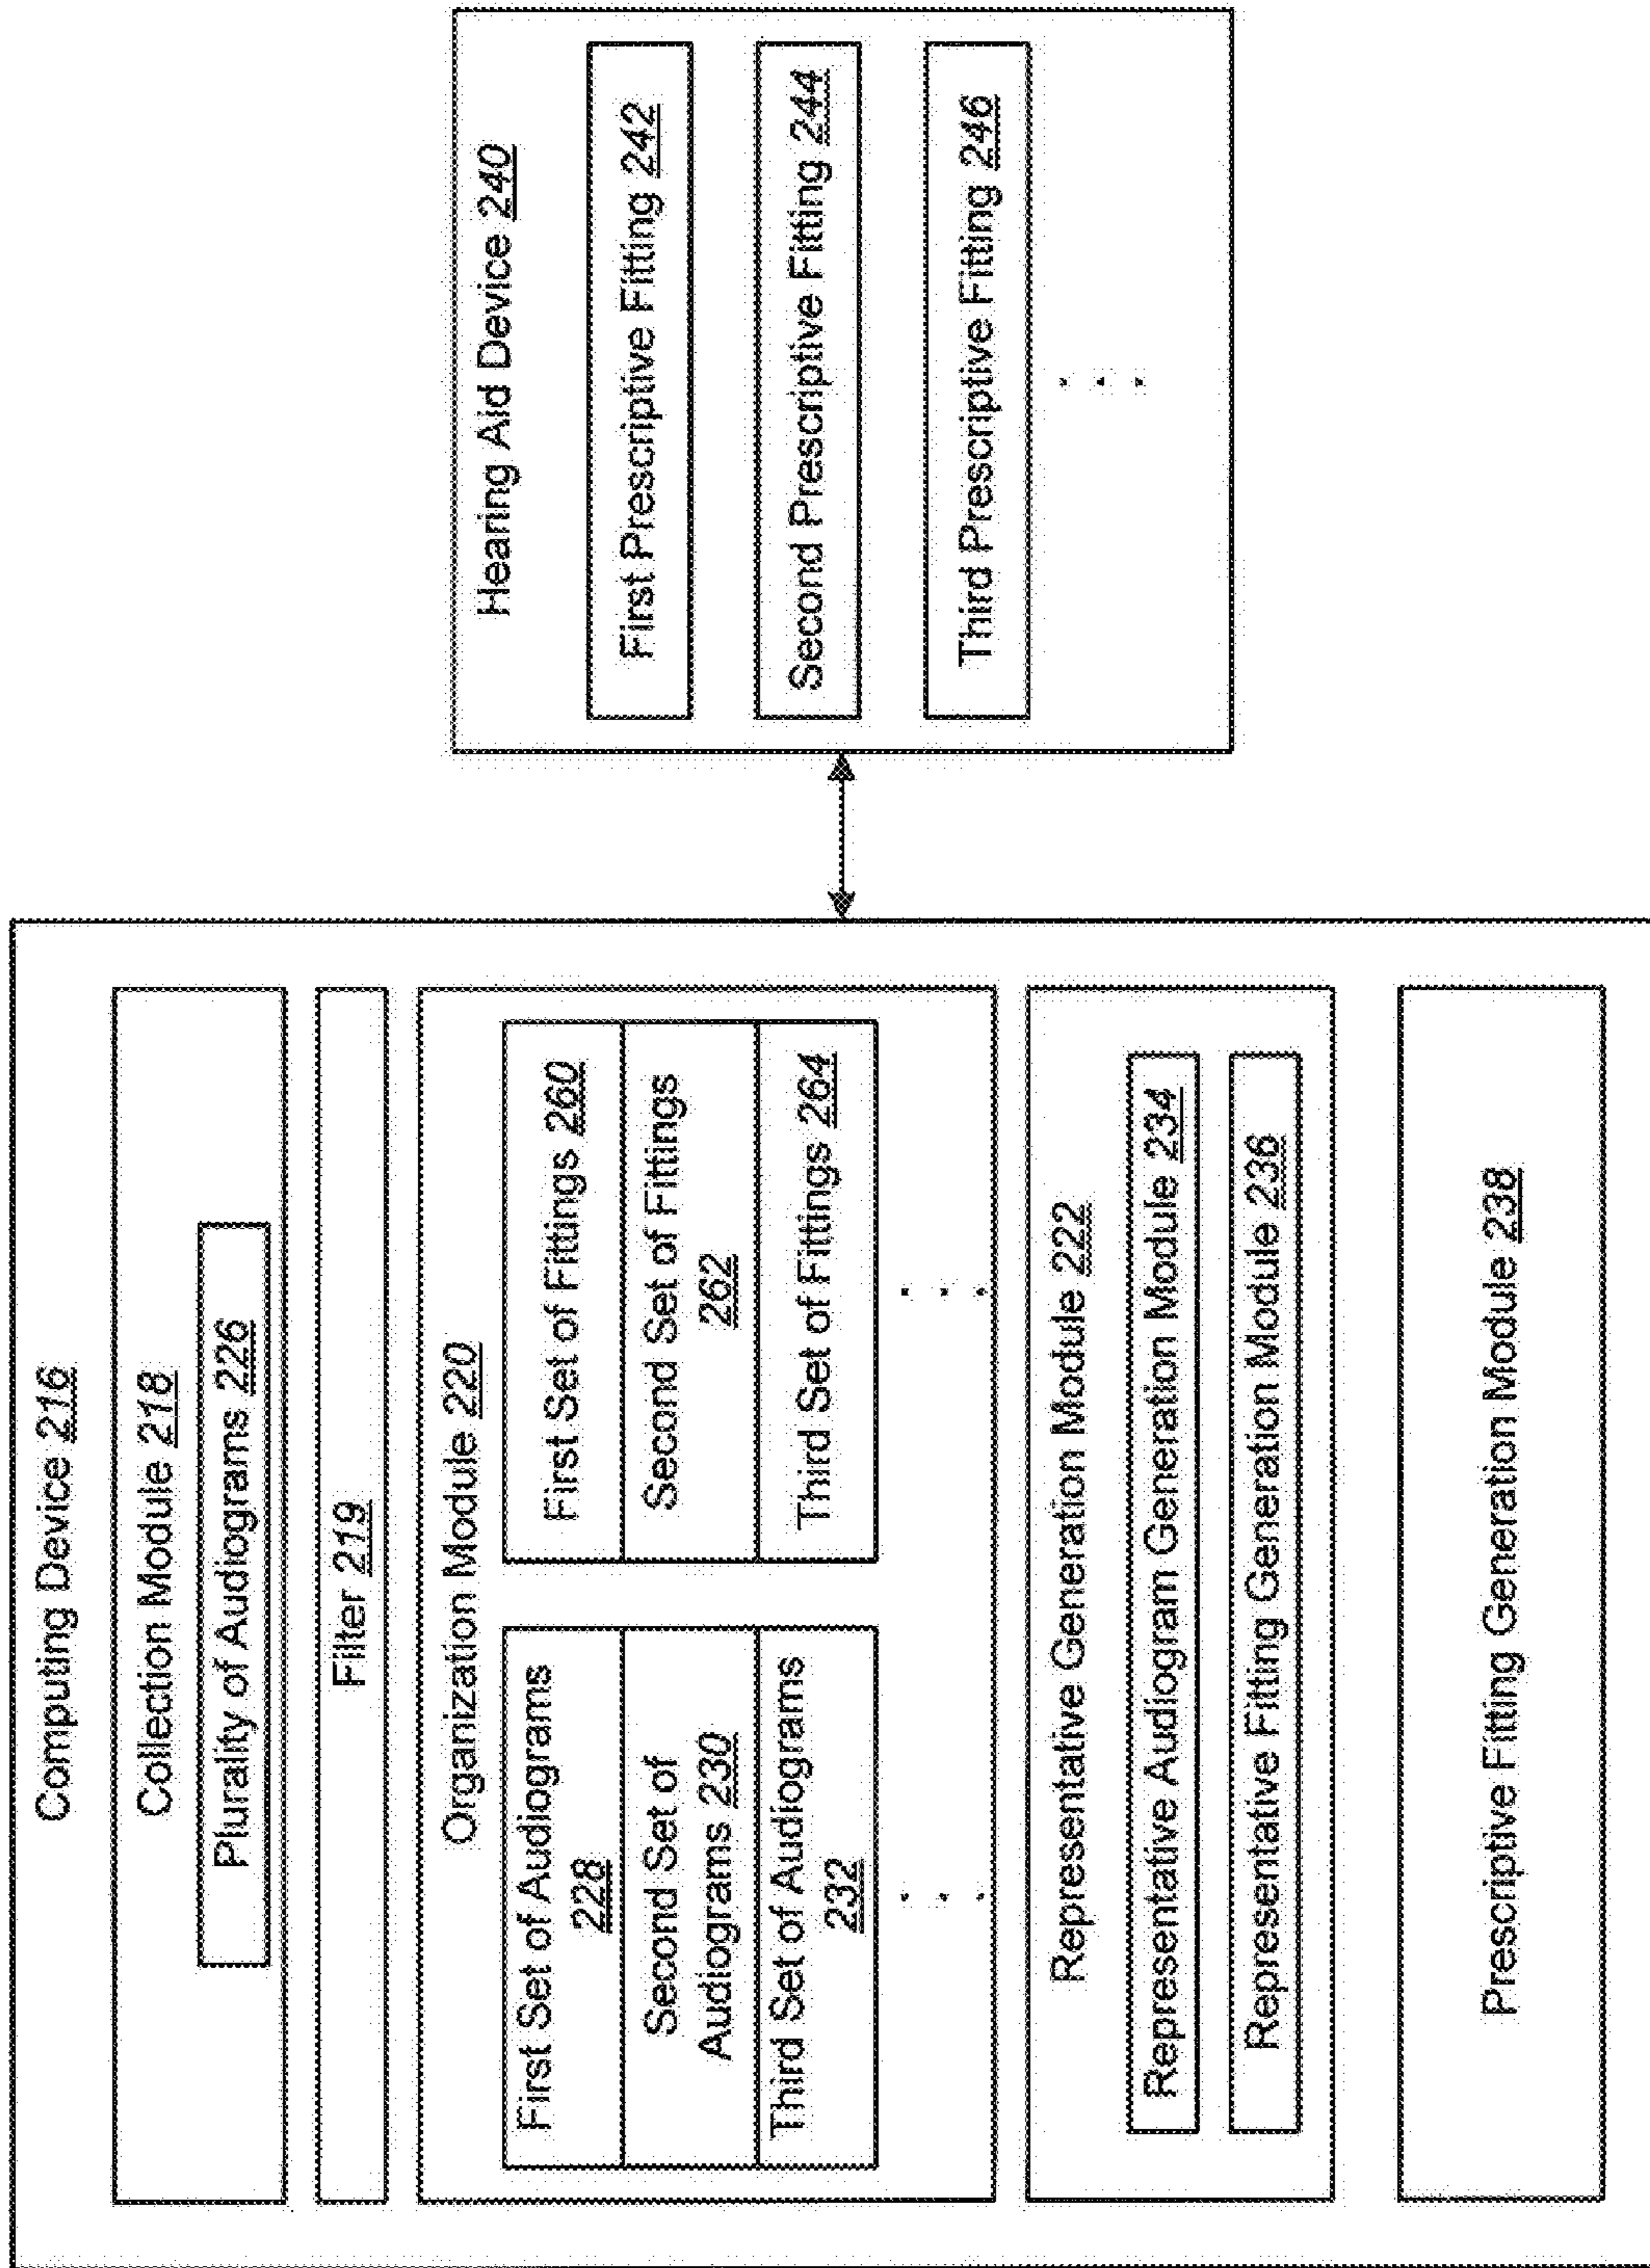 Computing Device 216
Collection Module 218
Plurality of Audiograms 226
Filter 219
Organization Module 220
First Set of Audiograms
228
Second Set of
Audiograms 230
Third Set of Audiograms
232
First Set of Fittings 260
Second Set of Fittings
262
Third Set of Fittings 264
Representative Generation Module 222
Representative Audiogram Generation Module 234
Representative Fitting Generation Module 236
Prescriptive Fitting Generation Module 238
Hearing Aid Device 240
First Prescriptive Fitting 242
Second Prescriptive Fitting 244
Third Prescriptive Fitting 246